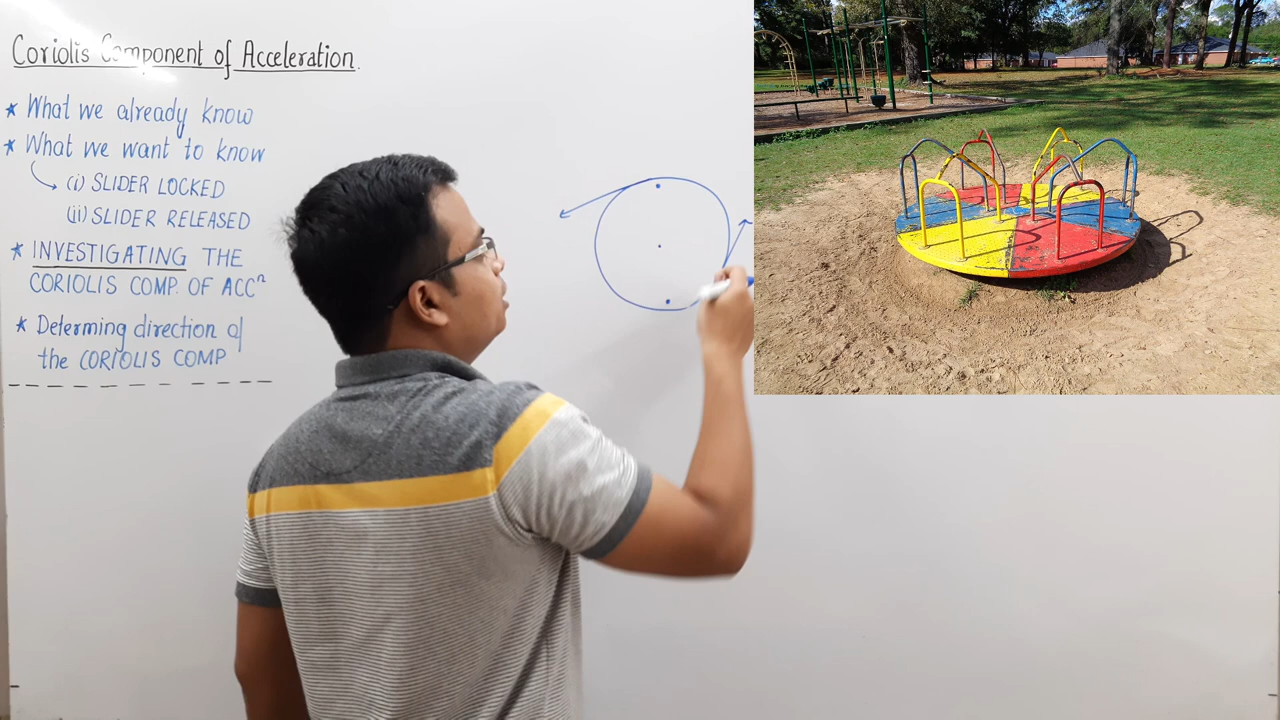 Coriolis Component of Acceleration.
* What we already know
* What we want to know
(i) SLIDER LOCKED
(ii) SLIDER RELEASED
* INVESTIGATING THE
CORIOLIS COMP. OF ACCⁿ
* Determing direction of
the CORIOLIS COMP